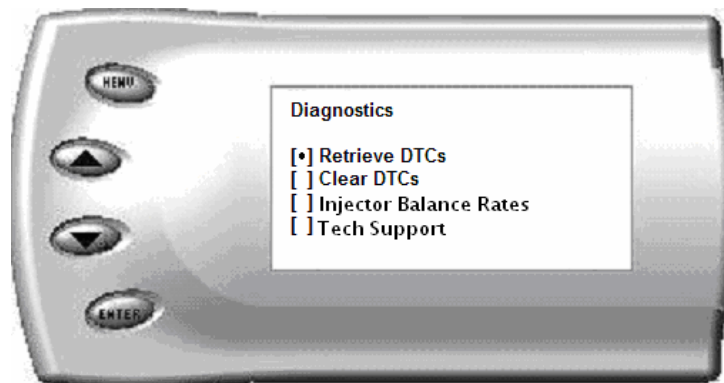 MENU
Diagnostics
[•] Retrieve DTCs
[ ] Clear DTCs
[ ] Injector Balance Rates
[ ] Tech Support
ENTER